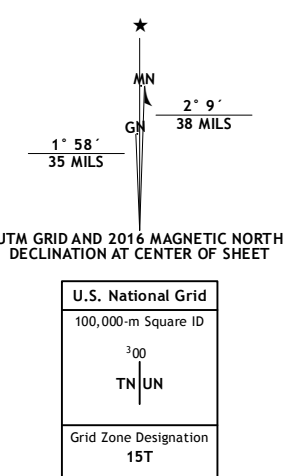 ★
MN
2° 9´
38 MILS
GN
1° 58´
35 MILS
UTM GRID AND 2016 MAGNETIC NORTH
DECLINATION AT CENTER OF SHEET
U.S. National Grid
100,000-m Square ID
³00
TN UN
Grid Zone Designation
15T